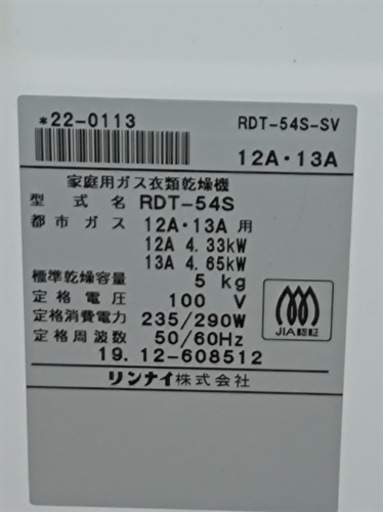 *22-0113
RDT-54S-SV
12A・13A
家庭用ガス衣類乾燥機
型式名 RDT-54S
都市ガス 12A・13A 用
12A 4.33kW
13A 4.65kW
標準乾燥容量 5 kg
定格電圧 100 V
定格消費電力 235/290W
定格周波数 50/60Hz
19.12-608512
リンナイ株式会社
JIA認証